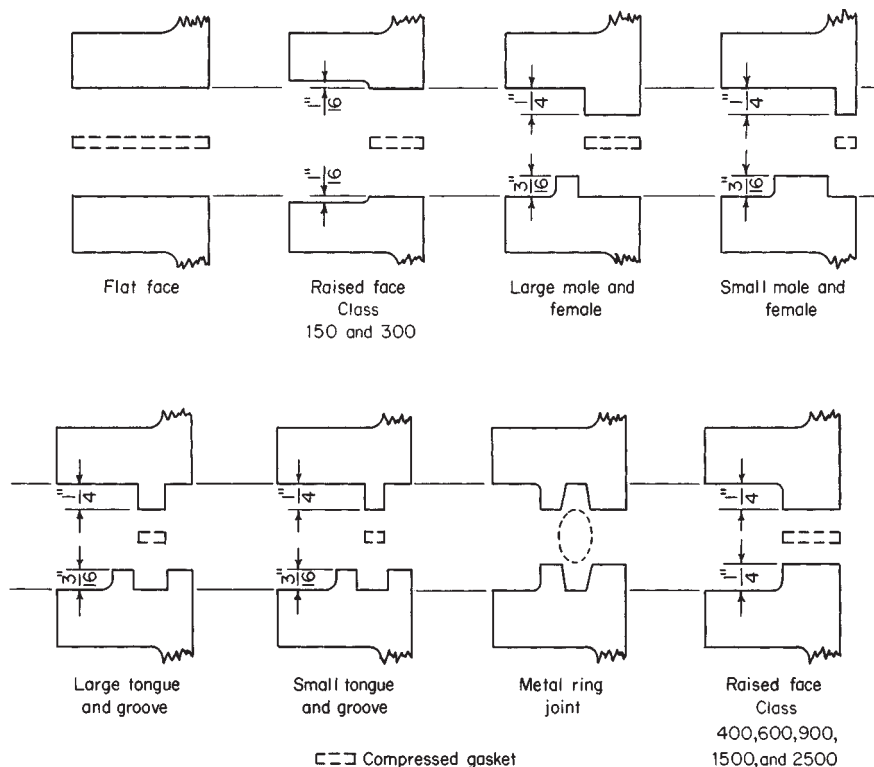 1"
16
1"
4
1"
4
1"
16
3"
16
3"
16
Flat face
Raised face
Class
150 and 300
Large male and
female
Small male and
female
1"
4
1"
4
1"
4
3"
16
3"
16
1"
4
Large tongue
and groove
Small tongue
and groove
Metal ring
joint
Raised face
Class
400,600,900,
1500,and 2500
Compressed gasket